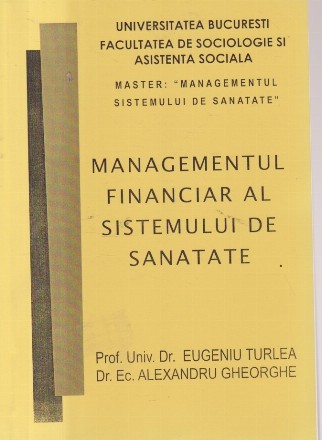 UNIVERSITATEA BUCURESTI
FACULTATEA DE SOCIOLOGIE SI
ASISTENTA SOCIALA
MASTER: "MANAGEMENTUL
SISTEMULUI DE SANATATE"
MANAGEMENTUL
FINANCIAR AL
SISTEMULUI DE
SANATATE
Prof. Univ. Dr. EUGENIU TURLEA
Dr. Ec. ALEXANDRU GHEORGHE